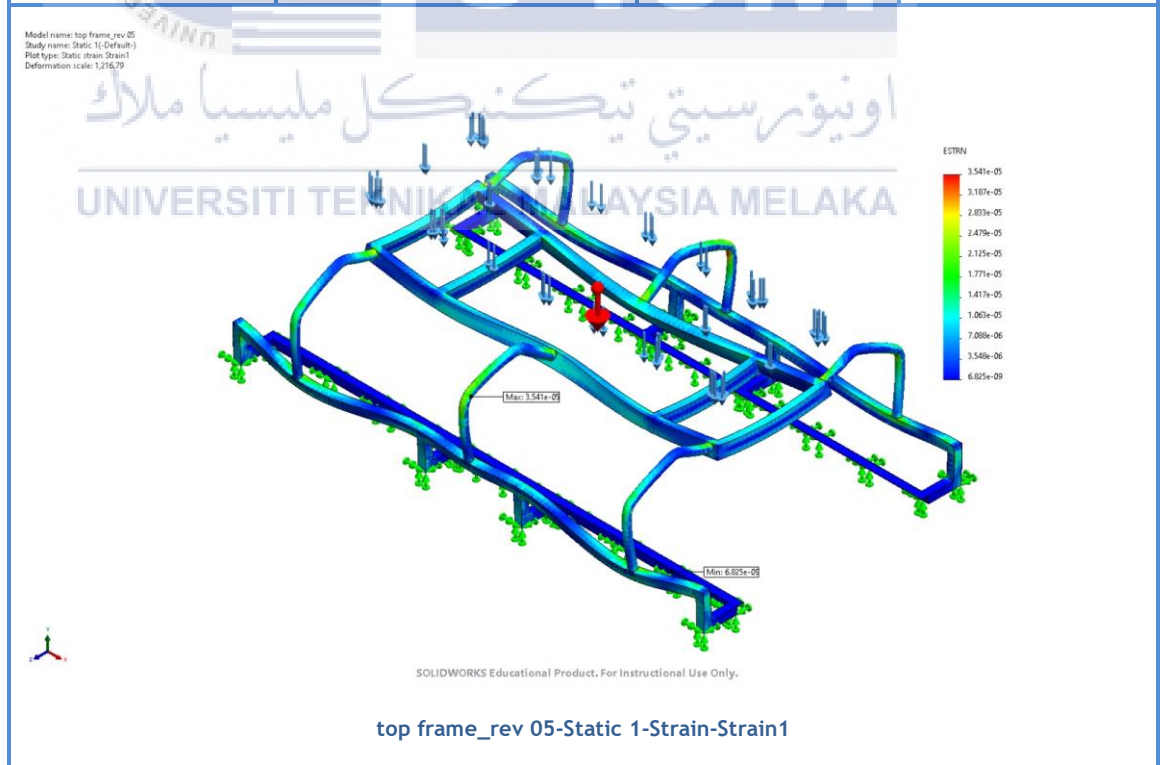 Model name: top frame_rev 05
Study name: Static 1(-Default-)
Plot type: Static strain Strain1
Deformation scale: 1,216.79
اونيۏرسيتي تيكنيكل مليسيا ملاك
UNIVERSITI TEKNIKAL MALAYSIA MELAKA
ESTRN
3.541e-05
3.187e-05
2.833e-05
2.479e-05
2.125e-05
1.771e-05
1.417e-05
1.063e-05
7.088e-06
3.548e-06
6.825e-09
Max: 3.541e-05
Min: 6.825e-09
Y
Z
X
SOLIDWORKS Educational Product. For Instructional Use Only.
top frame_rev 05-Static 1-Strain-Strain1